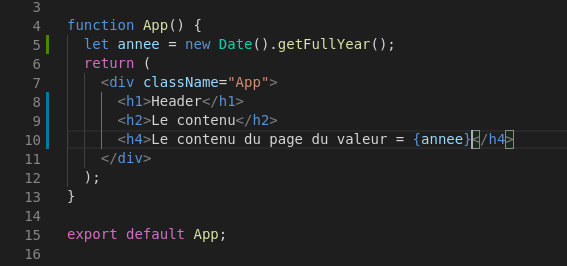 3
4 function App() {
5 let annee = new Date().getFullYear();
6 return (
7 <div className="App">
8 <h1>Header</h1>
9 <h2>Le contenu</h2>
10 <h4>Le contenu du page du valeur = {annee}</h4>
11 </div>
12 );
13 }
14
15 export default App;
16